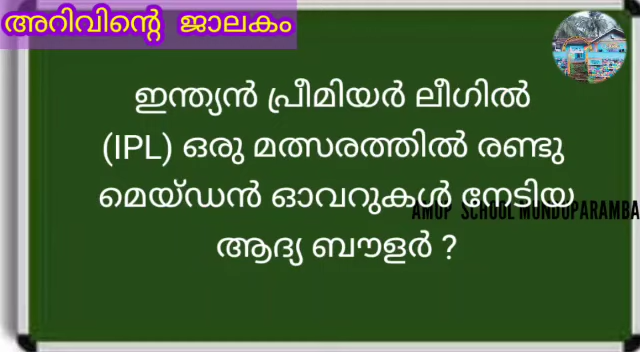 അറിവിന്റെ ജാലകം
ഇന്ത്യൻ പ്രീമിയർ ലീഗിൽ
(IPL) ഒരു മത്സരത്തിൽ രണ്ടു
മെയ്ഡൻ ഓവറുകൾ നേടിയ
AMUP SCHOOL MUNDUPARAMBA
ആദ്യ ബൗളർ ?